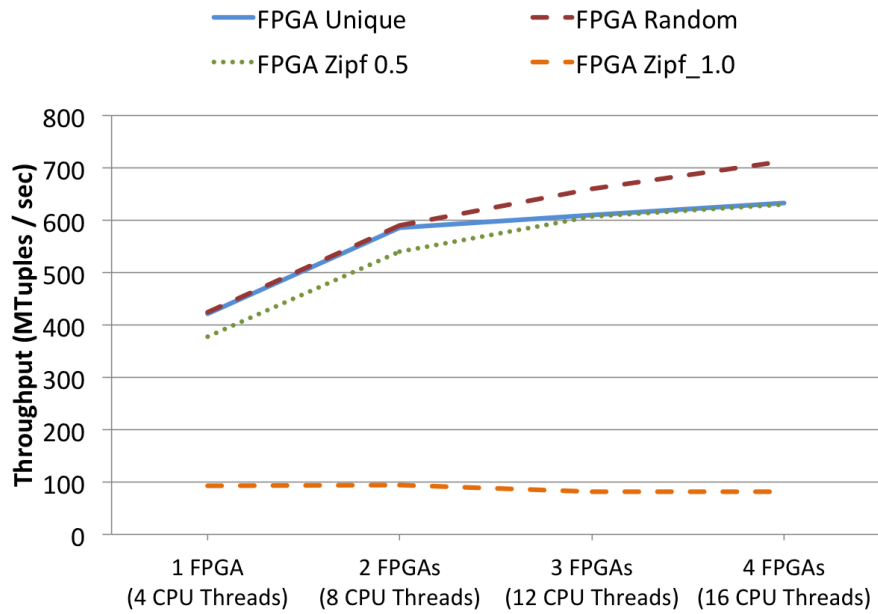 FPGA Unique
FPGA Random
FPGA Zipf 0.5
FPGA Zipf_1.0
Throughput (MTuples / sec)
800
700
600
500
400
300
200
100
0
1 FPGA
(4 CPU Threads)
2 FPGAs
(8 CPU Threads)
3 FPGAs
(12 CPU Threads)
4 FPGAs
(16 CPU Threads)